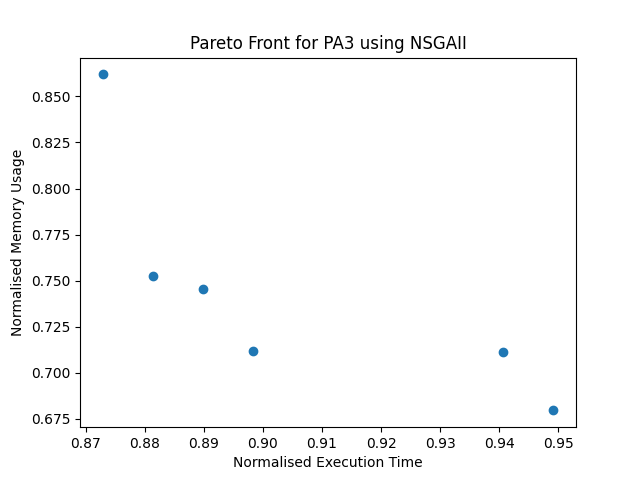 Pareto Front for PA3 using NSGAII
Normalised Memory Usage
0.850
0.825
0.800
0.775
0.750
0.725
0.700
0.675
0.87 0.88 0.89 0.90 0.91 0.92 0.93 0.94 0.95
Normalised Execution Time